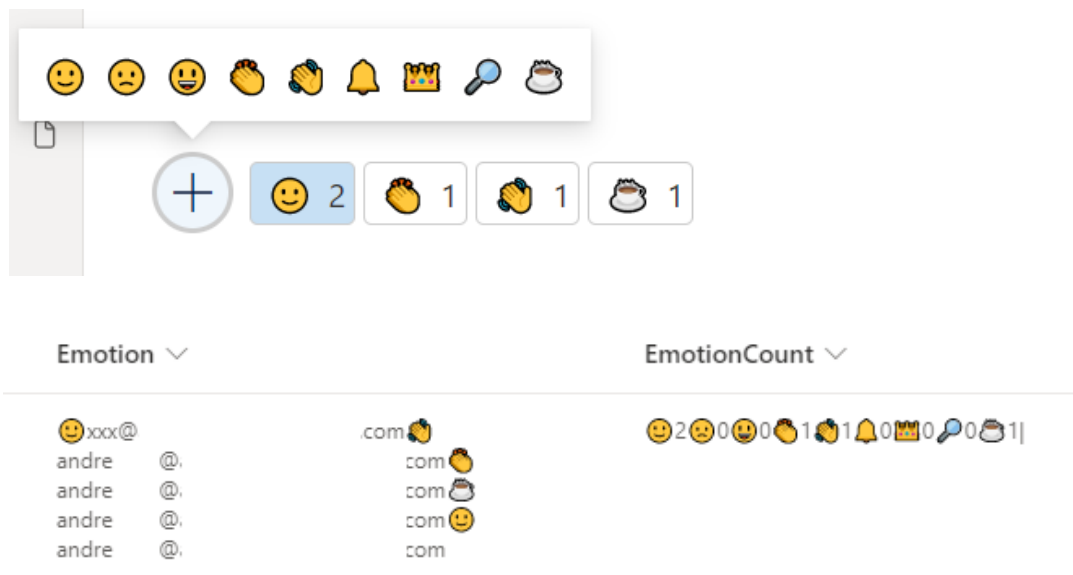 🙂 🙁 😃 👏 👋 🔔 👑 🔎 ☕
+ 🙂 2 👏 1 👋 1 ☕ 1
Emotion EmotionCount
🙂xxx@ .com👋 🙂2🙁0😃0👏1👋1🔔0👑0🔎0☕1|
andre @. com👏
andre @. com☕
andre @. com🙂
andre @. com